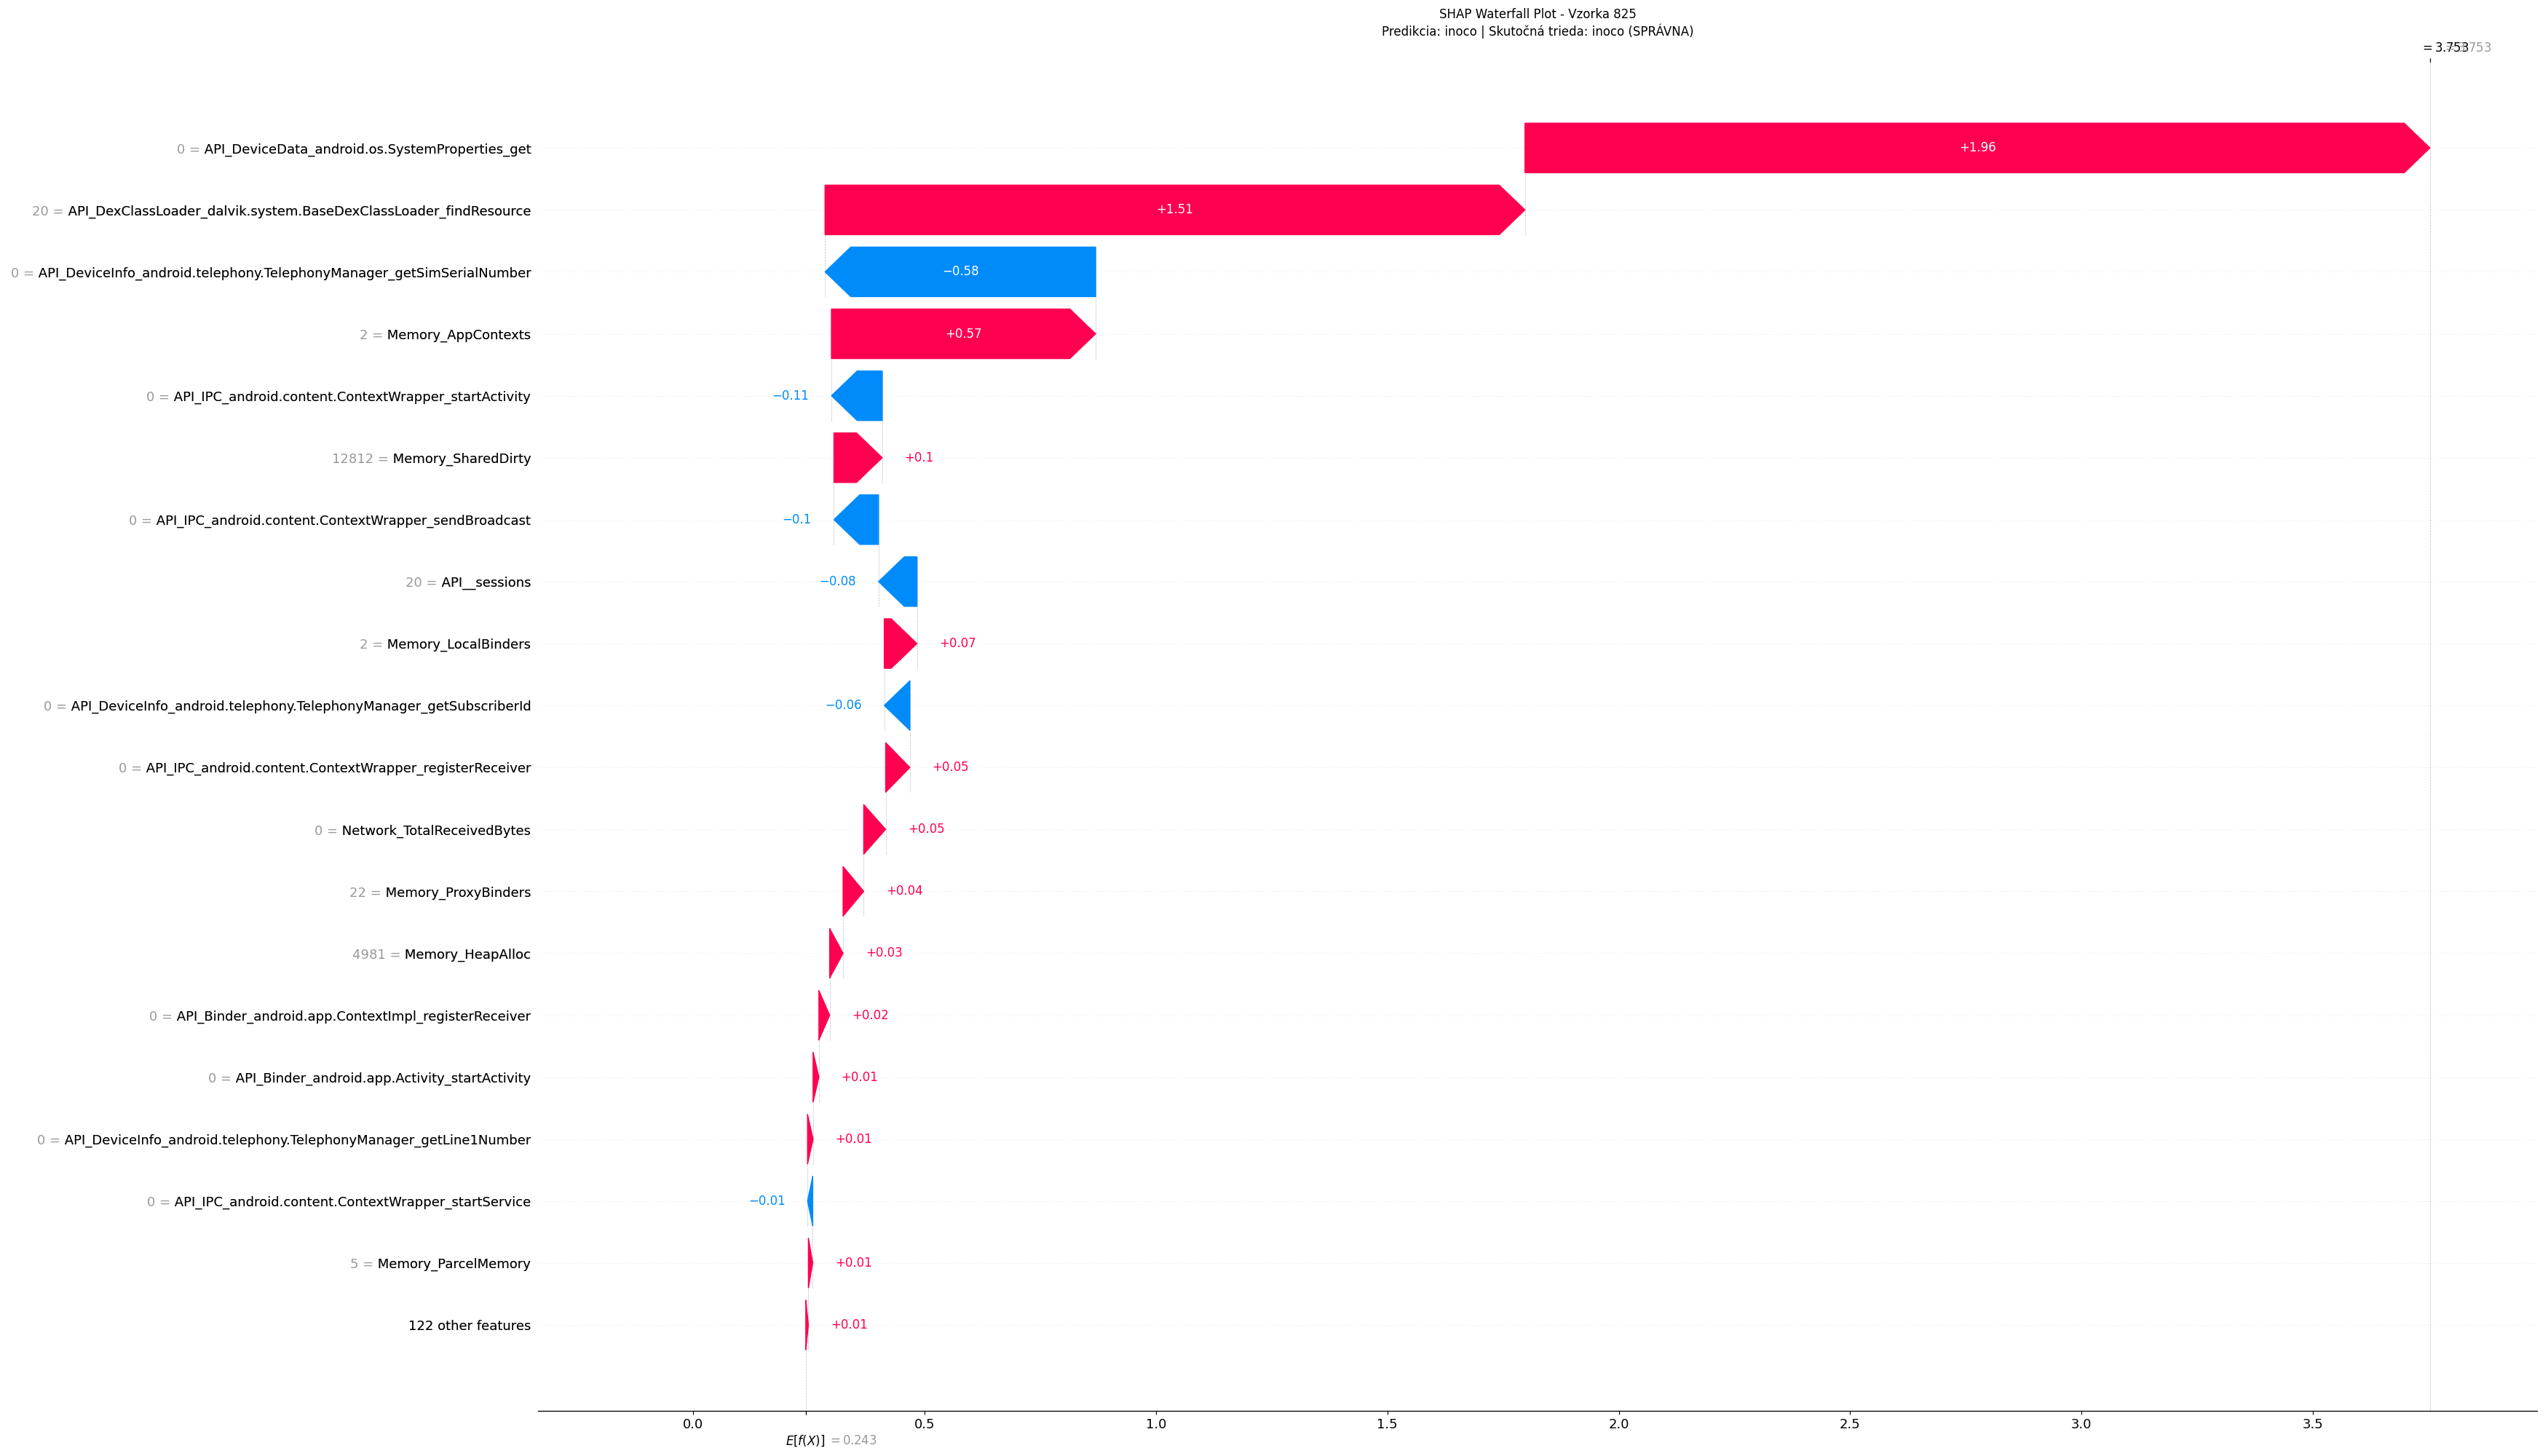 SHAP Waterfall Plot - Vzorka 825
Predikcia: inoco | Skutočná trieda: inoco (SPRÁVNA)
= 3.753
0 = API_DeviceData_android.os.SystemProperties_get
+1.96
20 = API_DexClassLoader_dalvik.system.BaseDexClassLoader_findResource
+1.51
0 = API_DeviceInfo_android.telephony.TelephonyManager_getSimSerialNumber
−0.58
2 = Memory_AppContexts
+0.57
0 = API_IPC_android.content.ContextWrapper_startActivity
−0.11
12812 = Memory_SharedDirty
+0.1
0 = API_IPC_android.content.ContextWrapper_sendBroadcast
−0.1
20 = API__sessions
−0.08
2 = Memory_LocalBinders
+0.07
0 = API_DeviceInfo_android.telephony.TelephonyManager_getSubscriberId
−0.06
0 = API_IPC_android.content.ContextWrapper_registerReceiver
+0.05
0 = Network_TotalReceivedBytes
+0.05
22 = Memory_ProxyBinders
+0.04
4981 = Memory_HeapAlloc
+0.03
0 = API_Binder_android.app.ContextImpl_registerReceiver
+0.02
0 = API_Binder_android.app.Activity_startActivity
+0.01
0 = API_DeviceInfo_android.telephony.TelephonyManager_getLine1Number
+0.01
0 = API_IPC_android.content.ContextWrapper_startService
−0.01
5 = Memory_ParcelMemory
+0.01
122 other features
+0.01
0.0 0.5 1.0 1.5 2.0 2.5 3.0 3.5
E[f(X)] = 0.243